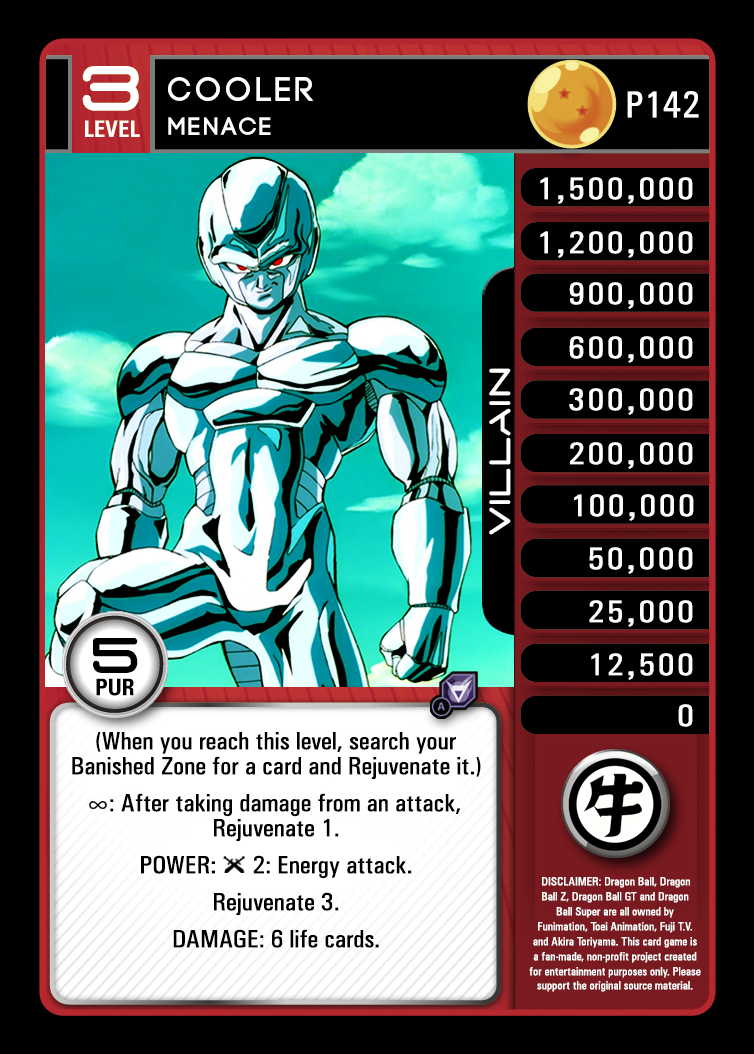 3
LEVEL
COOLER
MENACE
P142
1,500,000
1,200,000
900,000
600,000
300,000
200,000
100,000
50,000
25,000
12,500
0
VILLAIN
5
PUR
A
(When you reach this level, search your
Banished Zone for a card and Rejuvenate it.)
∞: After taking damage from an attack,
Rejuvenate 1.
POWER: 2: Energy attack.
Rejuvenate 3.
DAMAGE: 6 life cards.
牛
DISCLAIMER: Dragon Ball, Dragon
Ball Z, Dragon Ball GT and Dragon
Ball Super are all owned by
Funimation, Toei Animation, Fuji T.V.
and Akira Toriyama. This card game is
a fan-made, non-profit project created
for entertainment purposes only. Please
support the original source material.